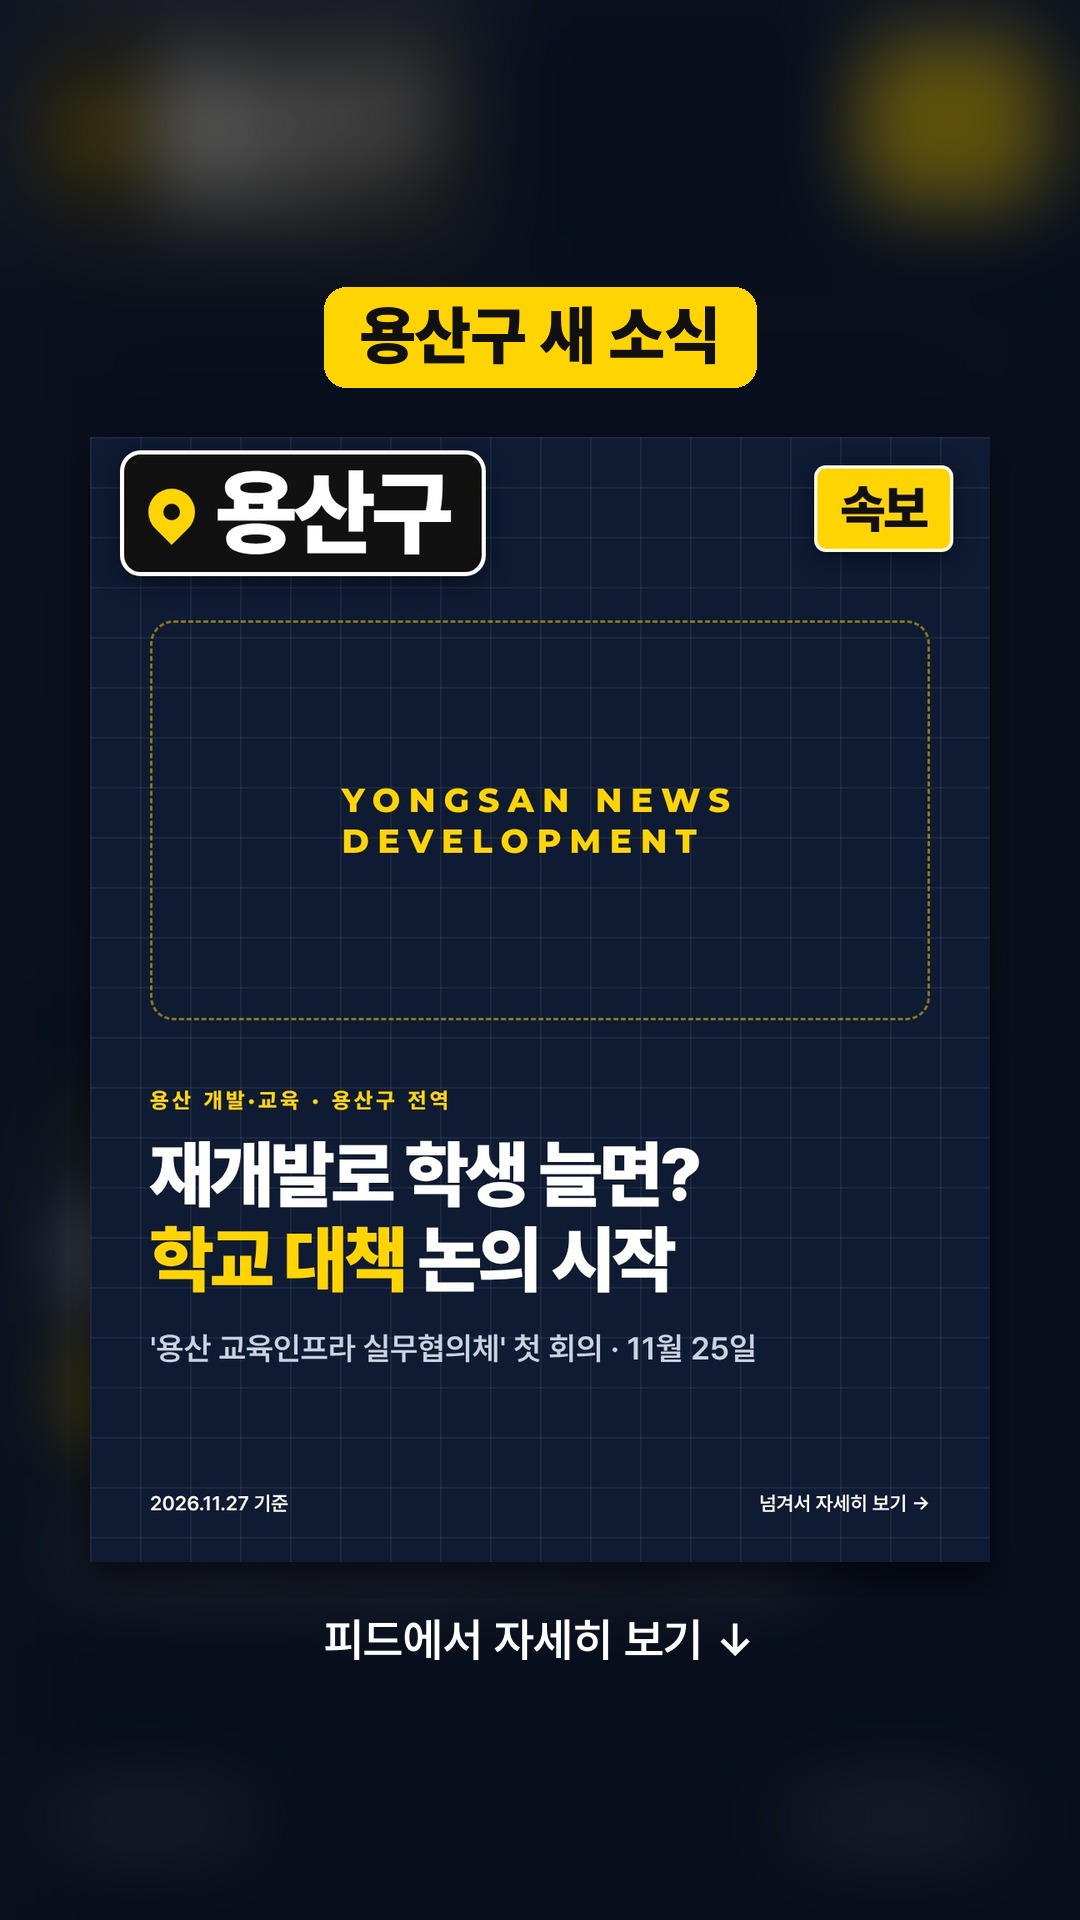 용산구 새 소식
용산구
속보
YONGSAN NEWS
DEVELOPMENT
용산 개발·교육 · 용산구 전역
재개발로 학생 늘면?
학교 대책 논의 시작
'용산 교육인프라 실무협의체' 첫 회의 · 11월 25일
2026.11.27 기준
넘겨서 자세히 보기 →
피드에서 자세히 보기 ↓